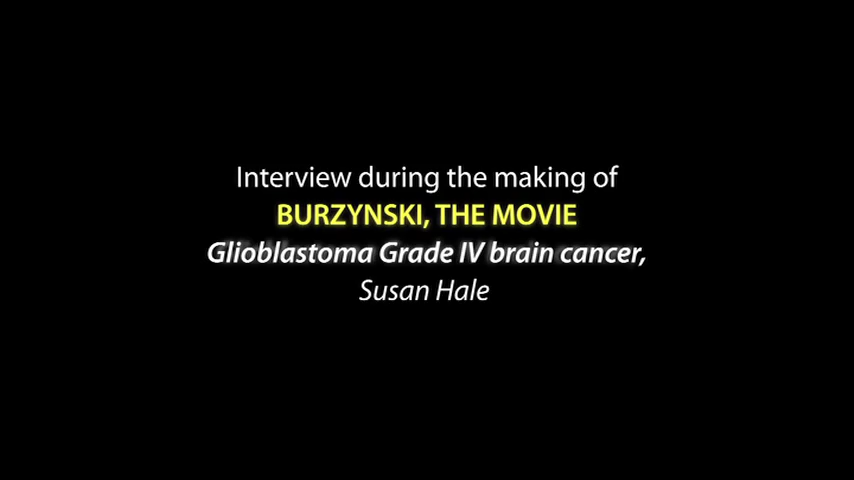 Interview during the making of
BURZYNSKI, THE MOVIE
Glioblastoma Grade IV brain cancer,
Susan Hale